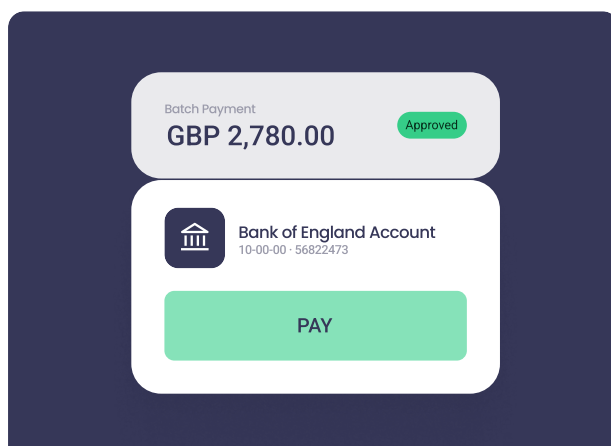 Batch Payment
GBP 2,780.00
Approved
Bank of England Account
10-00-00 · 56822473
PAY